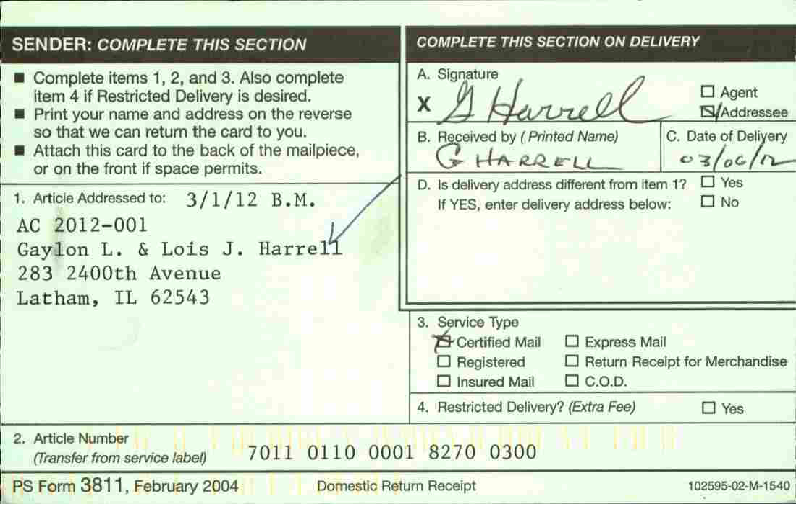 SENDER: COMPLETE THIS SECTION
■ Complete items 1, 2, and 3. Also complete
item 4 if Restricted Delivery is desired.
■ Print your name and address on the reverse
so that we can return the card to you.
■ Attach this card to the back of the mailpiece,
or on the front if space permits.
1. Article Addressed to: 3/1/12 B.M.
AC 2012-001
Gaylon L. & Lois J. Harrell
283 2400th Avenue
Latham, IL 62543
COMPLETE THIS SECTION ON DELIVERY
A. Signature
X G Harrell
☐ Agent
☒ Addressee
B. Received by (Printed Name)
G HARRELL
C. Date of Delivery
03/06/12
D. Is delivery address different from item 1? ☐ Yes
If YES, enter delivery address below: ☐ No
3. Service Type
☒ Certified Mail ☐ Express Mail
☐ Registered ☐ Return Receipt for Merchandise
☐ Insured Mail ☐ C.O.D.
4. Restricted Delivery? (Extra Fee) ☐ Yes
2. Article Number
(Transfer from service label) 7011 0110 0001 8270 0300
PS Form 3811, February 2004 Domestic Return Receipt 102595-02-M-1540